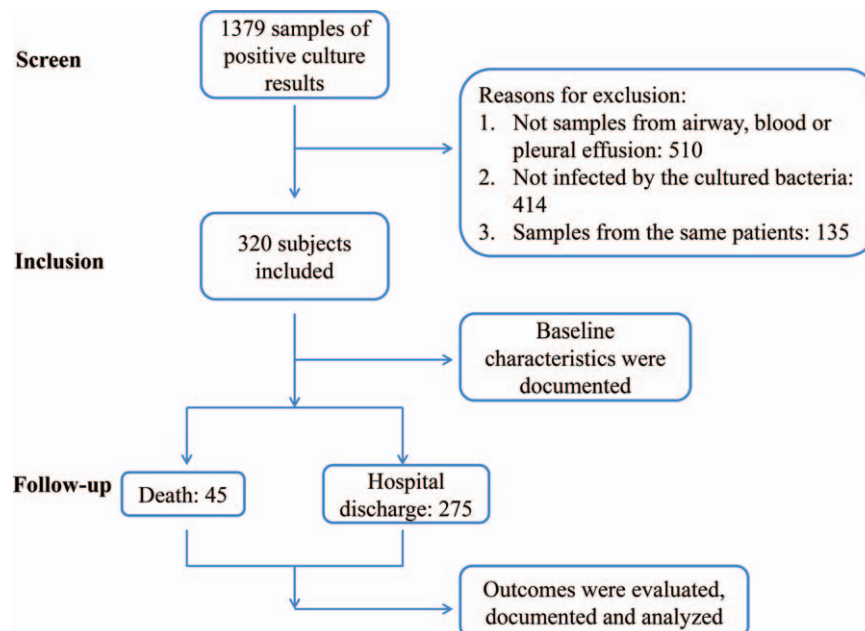 1379 samples of
positive culture
results
Screen
Reasons for exclusion:
1. Not samples from airway, blood or
pleural effusion: 510
2. Not infected by the cultured bacteria:
414
3. Samples from the same patients: 135
Inclusion
320 subjects
included
Baseline
characteristics were
documented
Follow-up
Death: 45
Hospital
discharge: 275
Outcomes were evaluated,
documented and analyzed